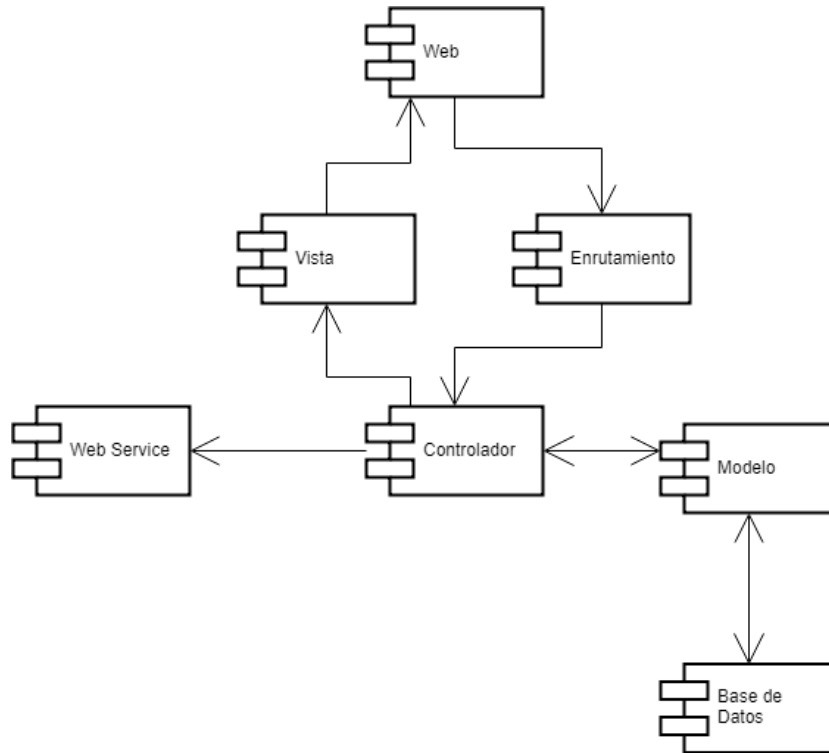 Web
Vista
Enrutamiento
Web Service
Controlador
Modelo
Base de
Datos